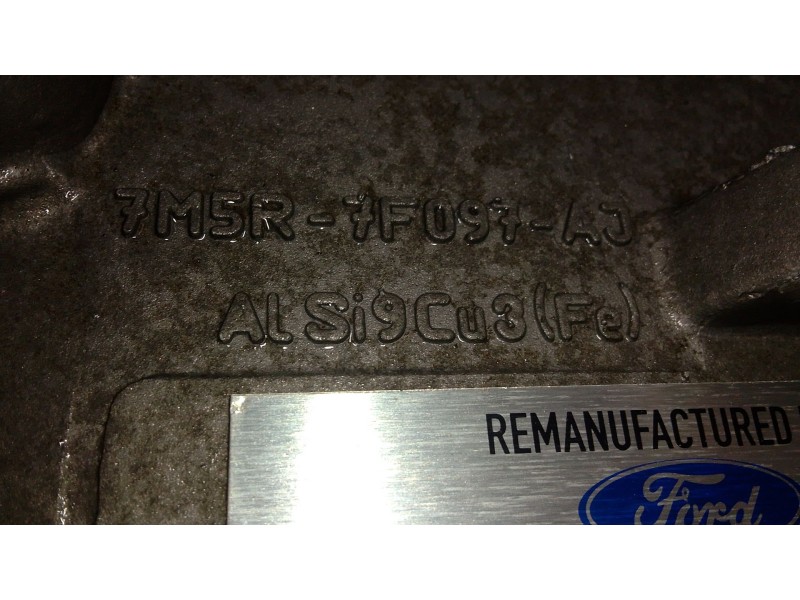 7M5R-7F097-AJ
AlSi9Cu3(Fe)
REMANUFACTURED
Ford